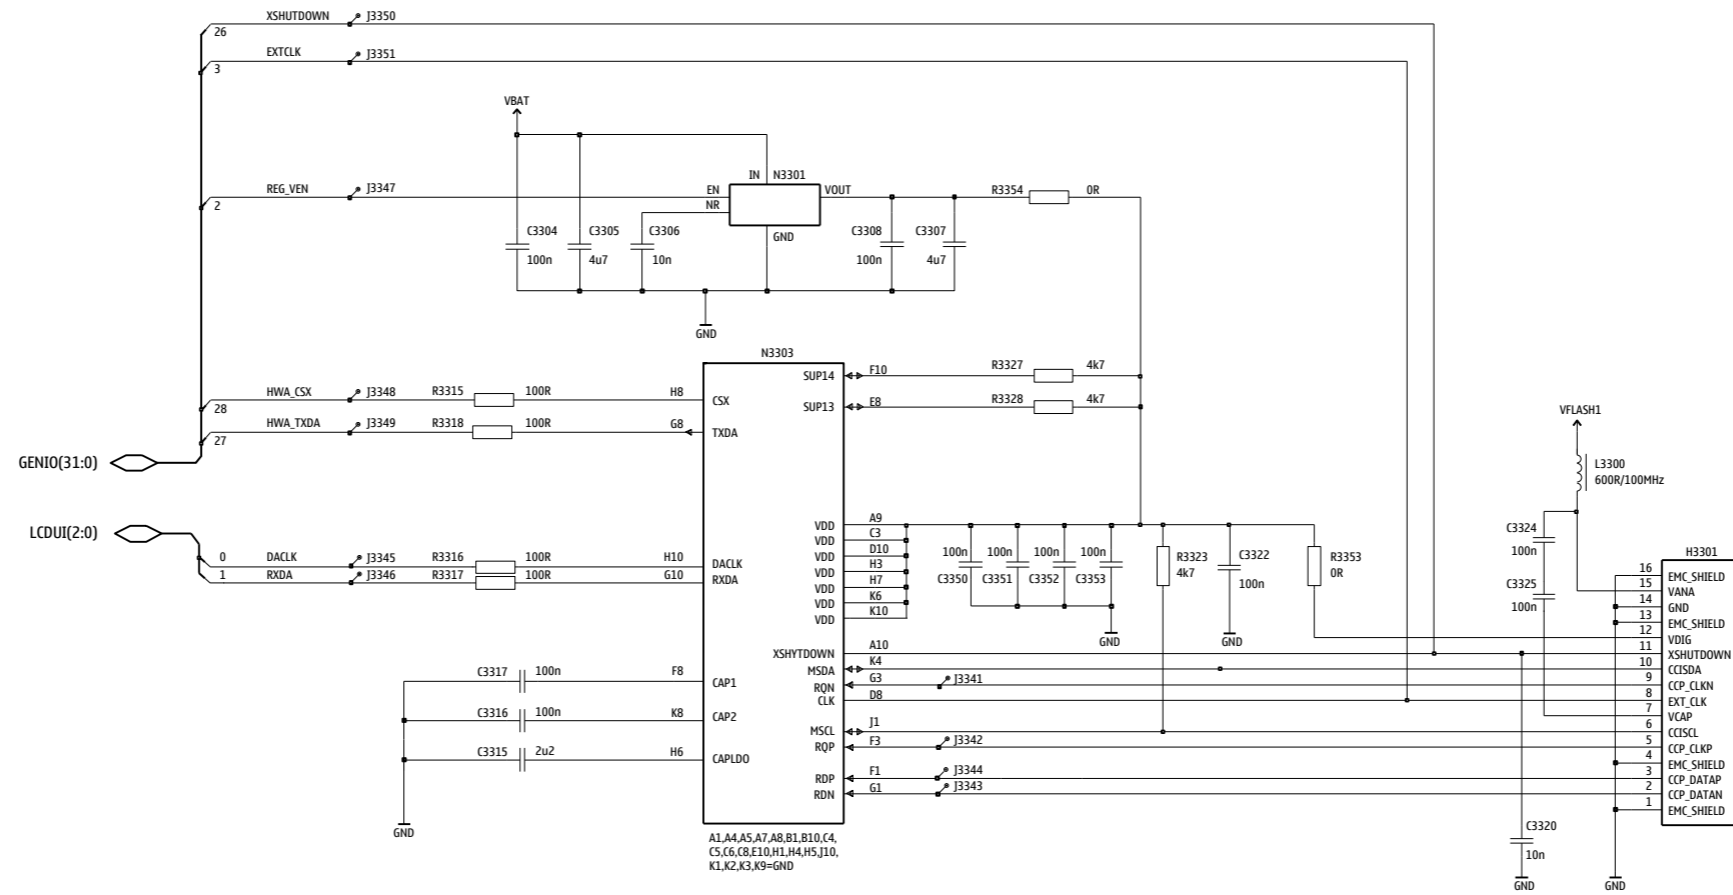 XSHUTDOWN J3350
26
EXTCLK J3351
3
VBAT
IN N3301
REG_VEN J3347 EN VOUT R3354 0R
2 NR
C3304 C3305 C3306 GND C3308 C3307
100n 4u7 10n 100n 4u7
GND
N3303
SUP14 F10 R3327 4k7
HWA_CSX J3348 R3315 100R H8 CSX SUP13 E8 R3328 4k7
28
HWA_TXDA J3349 R3318 100R G8 TXDA
27
VFLASH1
GENIO(31:0)
L3300
600R/100MHz
LCDUI(2:0)
VDD A9
VDD C3
VDD D10
VDD H3
VDD H7
VDD K6
VDD K10
100n 100n 100n 100n
C3350 C3351 C3352 C3353
GND
R3323
4k7
C3322
100n
GND
R3353
0R
C3324
100n
C3325
100n
0 DACLK J3345 R3316 100R H10 DACLK
1 RXDA J3346 R3317 100R G10 RXDA
H3301
16 EMC_SHIELD
15 VANA
14 GND
13 EMC_SHIELD
12 VDIG
XSHYTDOWN A10 11 XSHUTDOWN
MSDA K4 10 CCISDA
RQN G3 J3341 9 CCP_CLKN
CLK D8 8 EXT_CLK
7 VCAP
MSCL J1 6 CCISCL
RQP F3 J3342 5 CCP_CLKP
4 EMC_SHIELD
RDP F1 J3344 3 CCP_DATAP
RDN G1 J3343 2 CCP_DATAN
1 EMC_SHIELD
C3317 100n F8 CAP1
C3316 100n K8 CAP2
C3315 2u2 H6 CAPLDO
GND
A1,A4,A5,A7,A8,B1,B10,C4,
C5,C6,C8,E10,H1,H4,H5,J10,
K1,K2,K3,K9=GND
C3320
10n
GND
GND